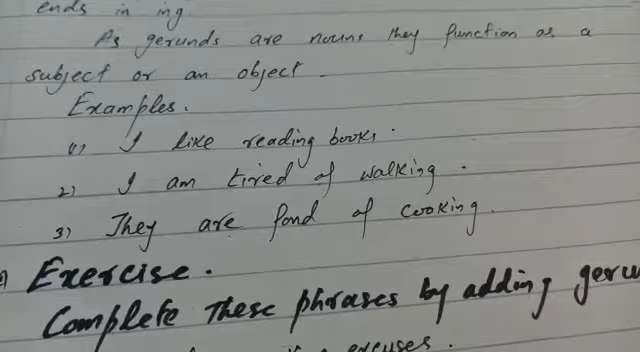 ends in ing
As gerunds are nouns they function as a
subject or an object.
Examples.
(1) I like reading books.
2) I am tired of walking.
3) They are fond of cooking.
Exercise.
Complete these phrases by adding
excuses.